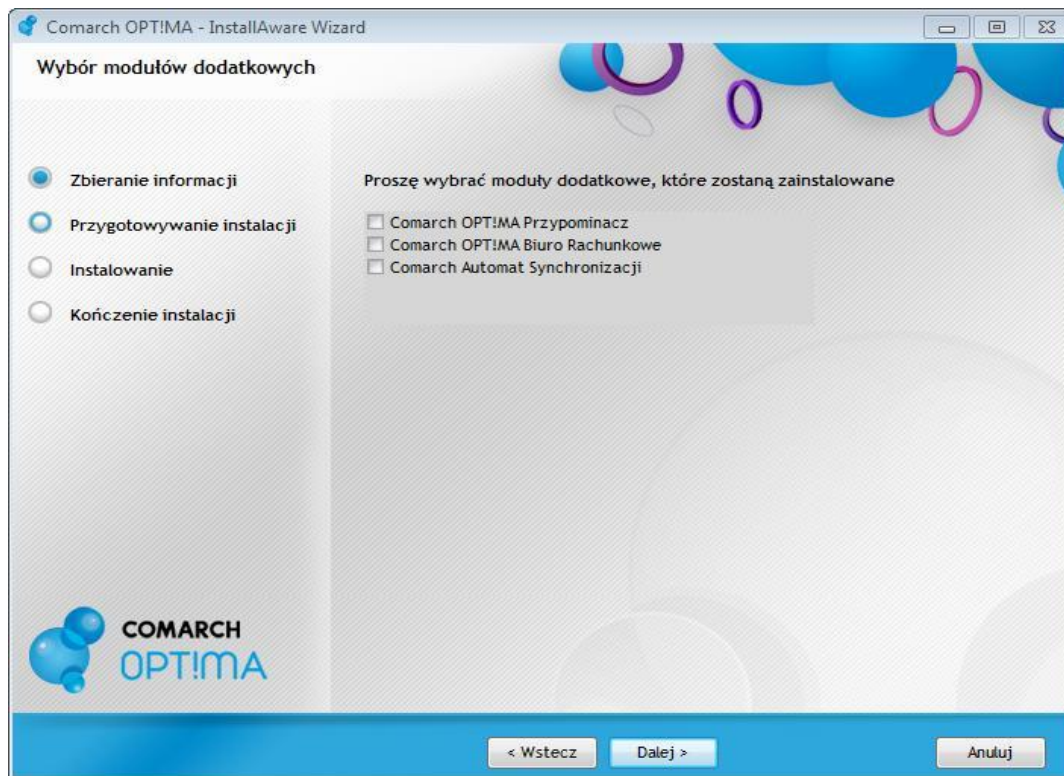 Comarch OPT!MA - InstallAware Wizard
Wybór modułów dodatkowych
Zbieranie informacji
Przygotowywanie instalacji
Instalowanie
Kończenie instalacji
Proszę wybrać moduły dodatkowe, które zostaną zainstalowane
Comarch OPT!MA Przypominacz
Comarch OPT!MA Biuro Rachunkowe
Comarch Automat Synchronizacji
COMARCH
OPT!MA
< Wstecz
Dalej >
Anuluj